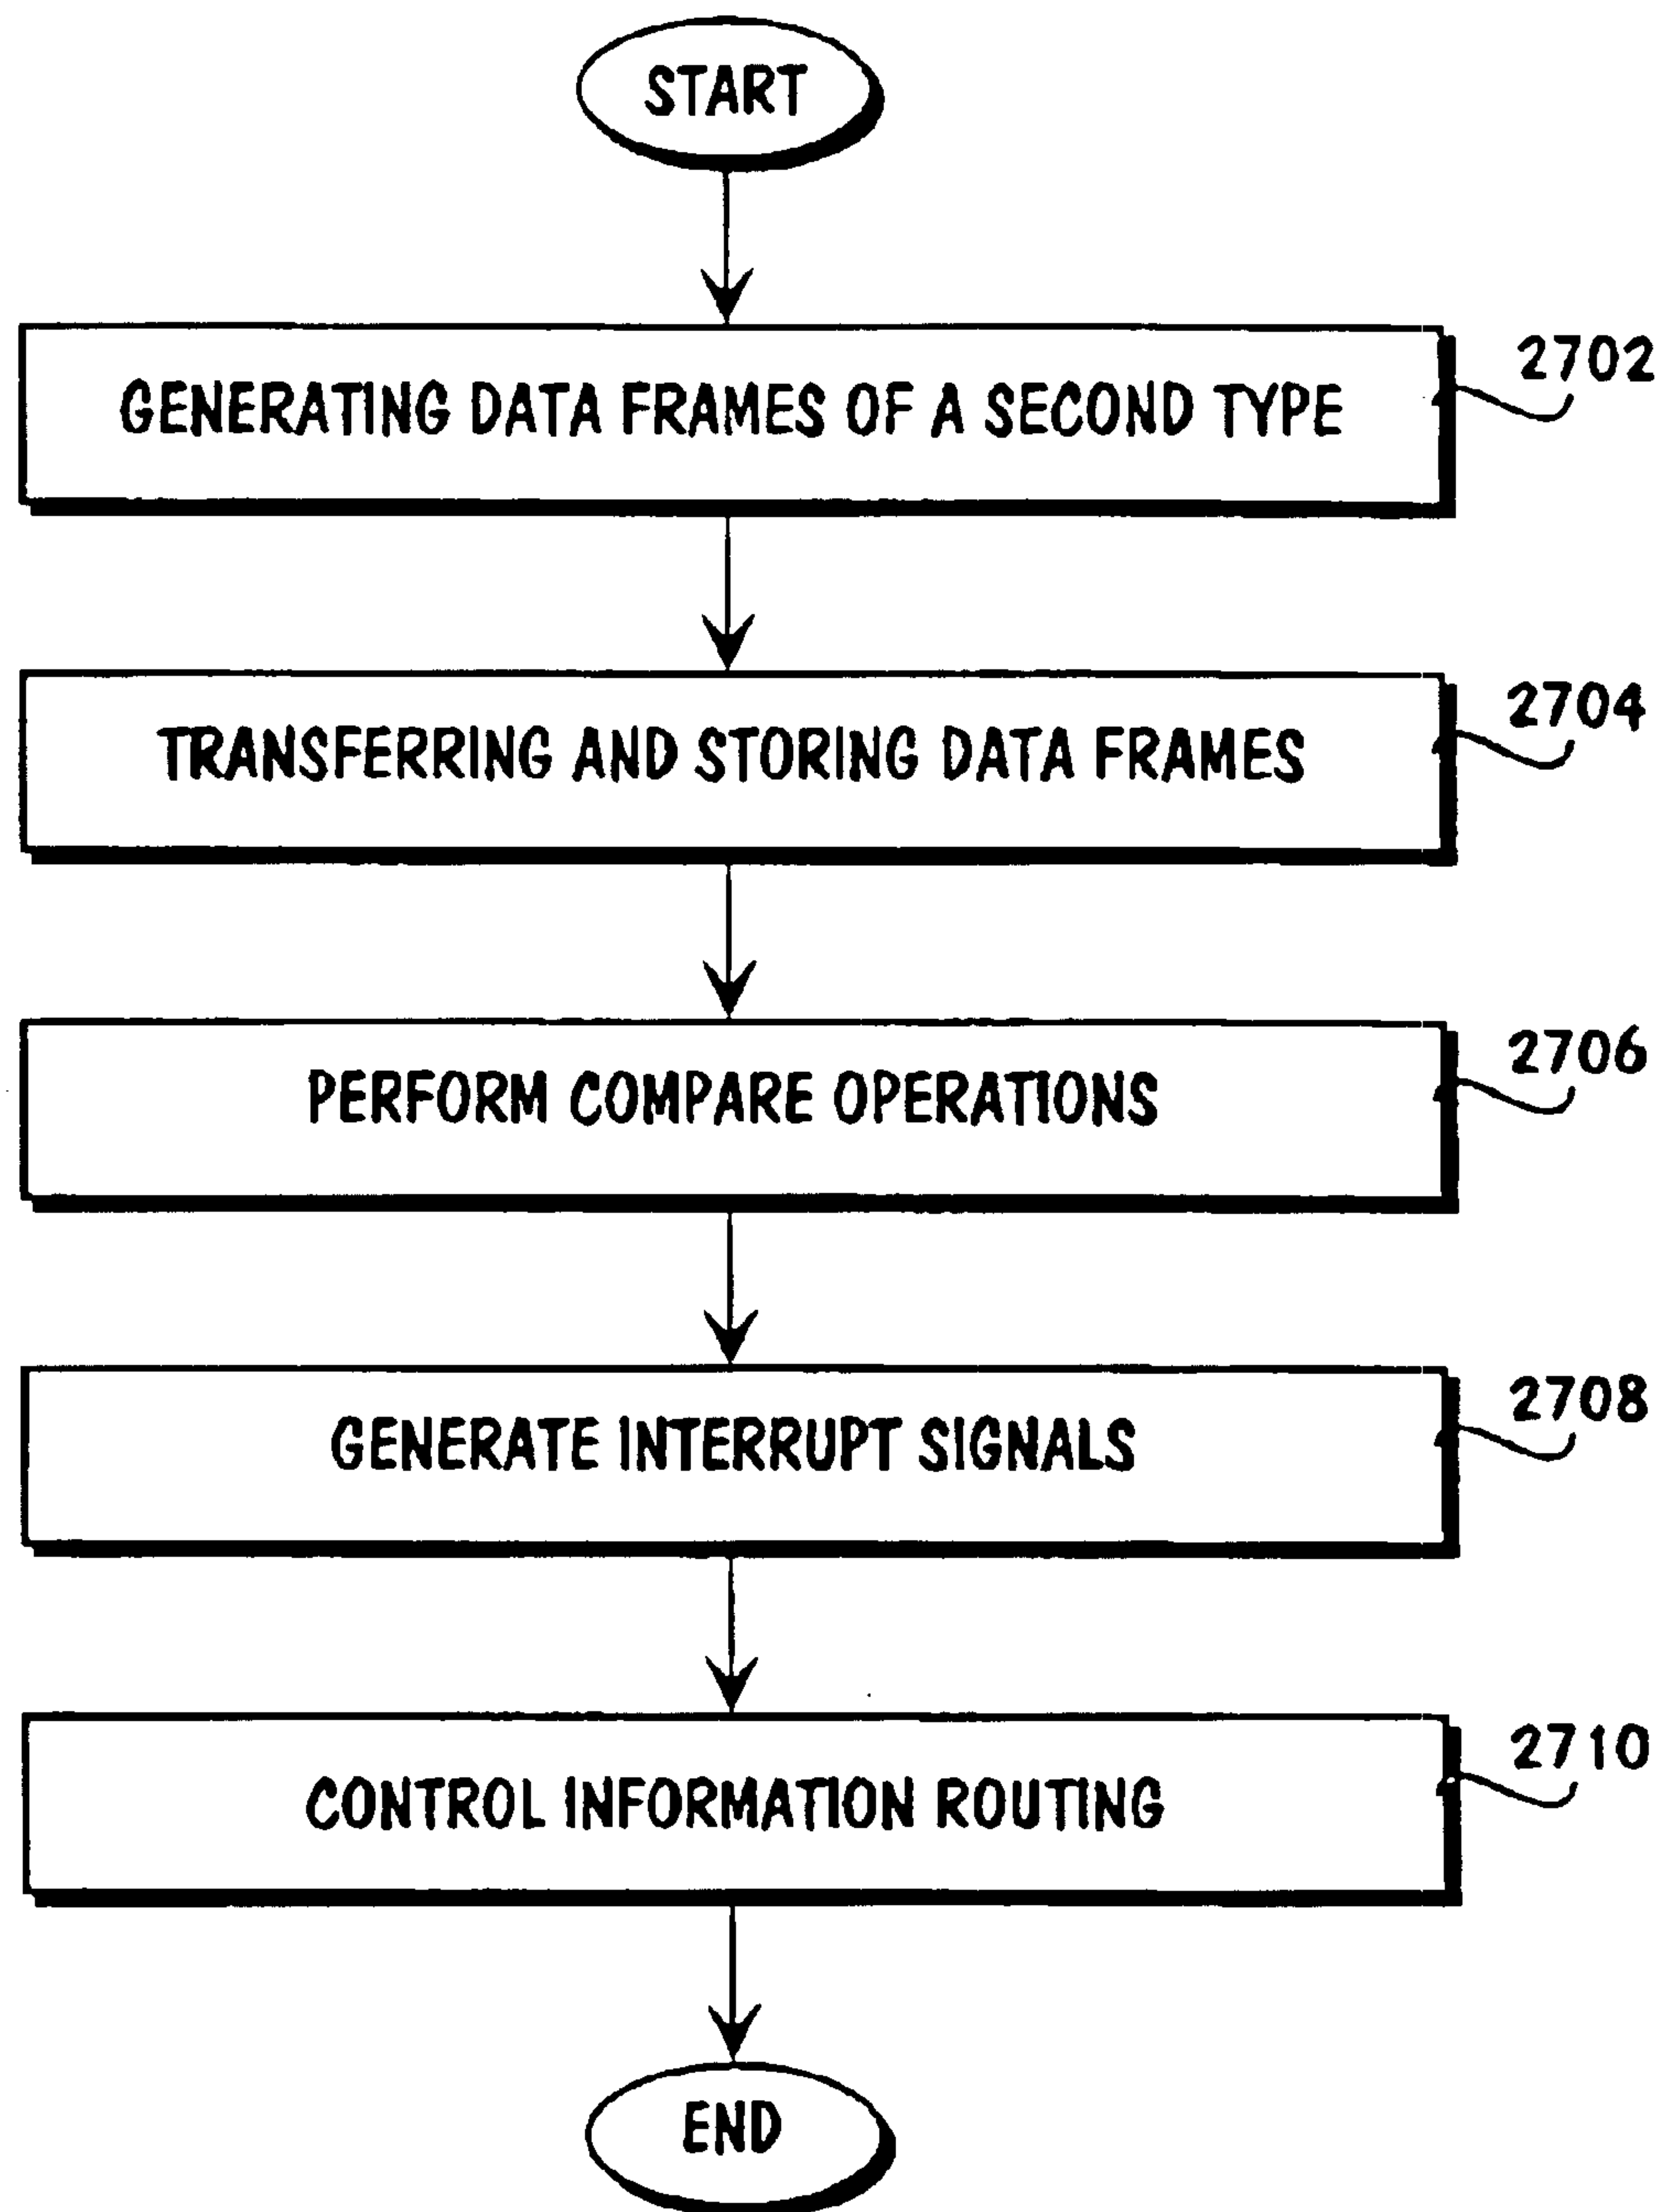 START
GENERATING DATA FRAMES OF A SECOND TYPE
2702
TRANSFERRING AND STORING DATA FRAMES
2704
PERFORM COMPARE OPERATIONS
2706
GENERATE INTERRUPT SIGNALS
2708
CONTROL INFORMATION ROUTING
2710
END